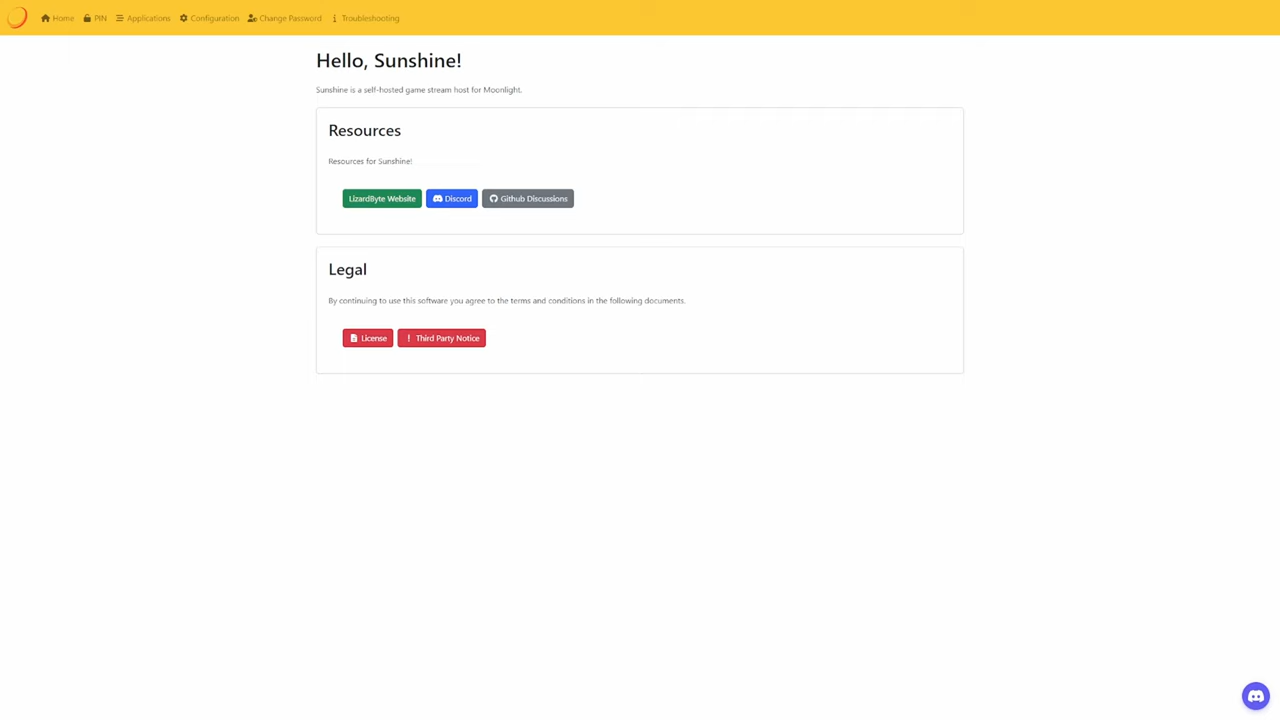 Home PIN Applications Configuration Change Password Troubleshooting
Hello, Sunshine!
Sunshine is a self-hosted game stream host for Moonlight.
Resources
Resources for Sunshine!
LizardByte Website Discord Github Discussions
Legal
By continuing to use this software you agree to the terms and conditions in the following documents.
License Third Party Notice